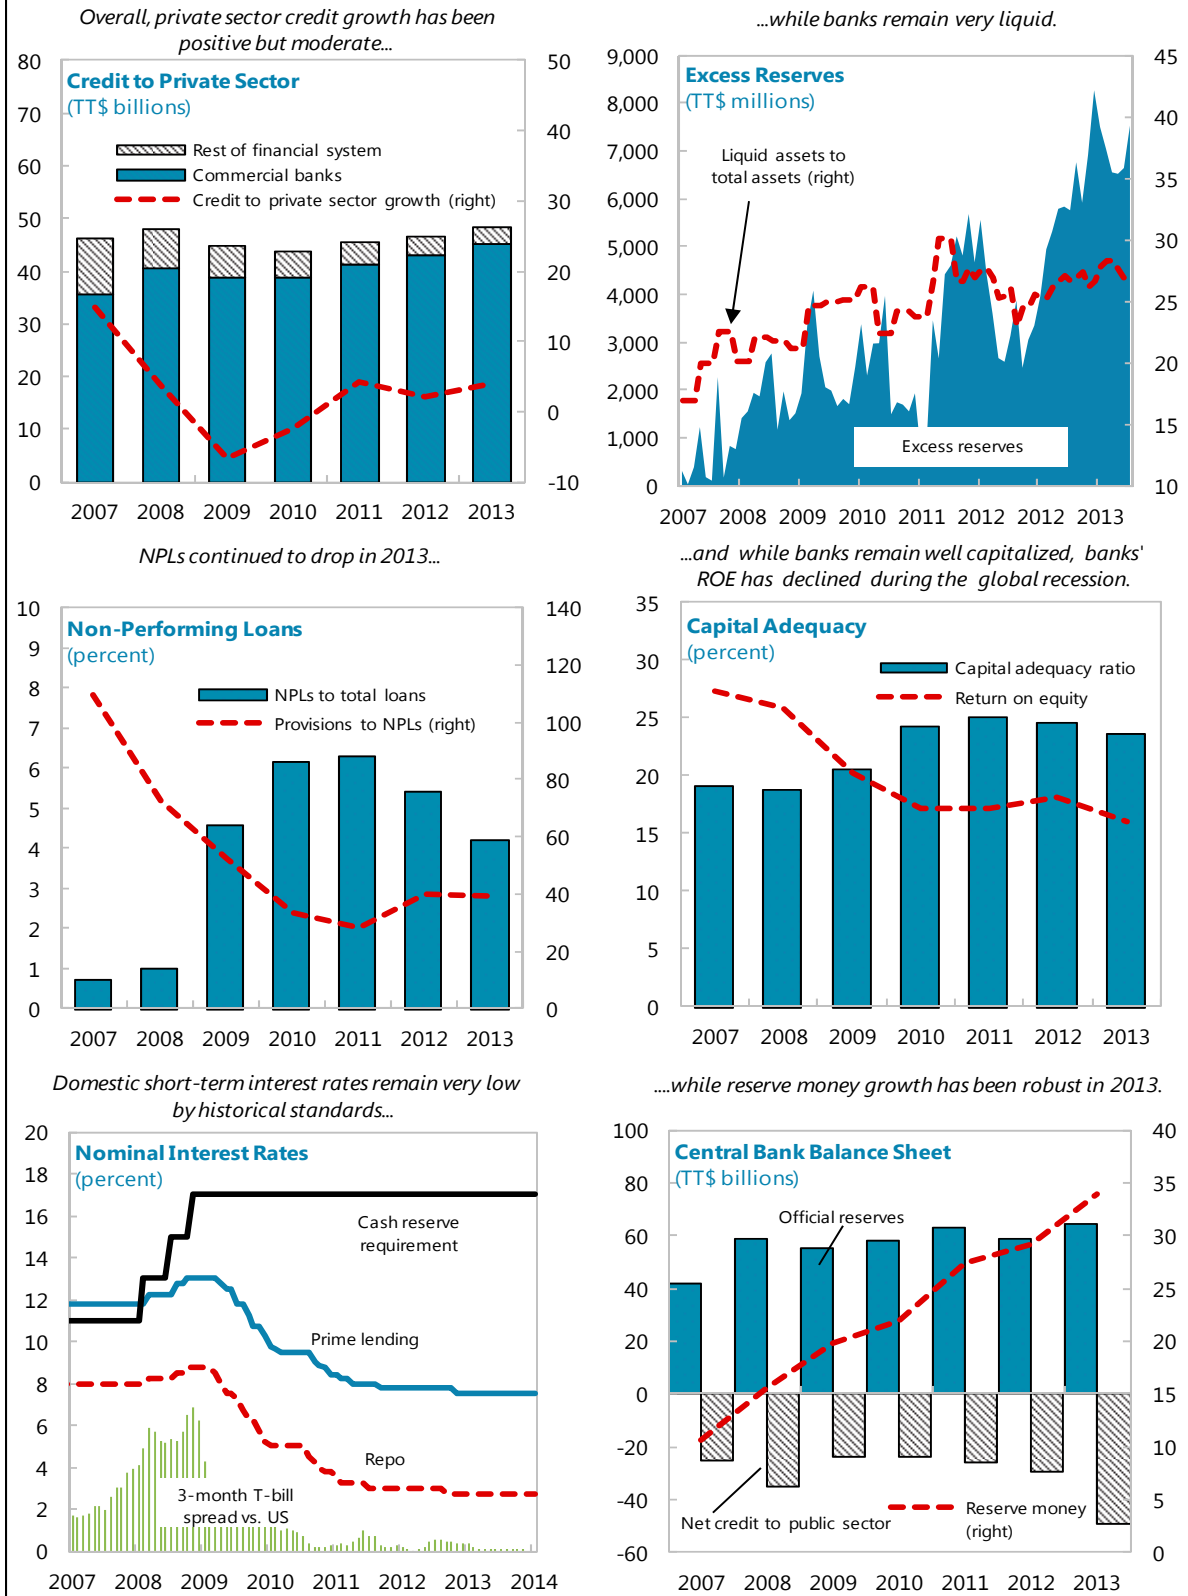 Overall, private sector credit growth has been
positive but moderate...
80
70
60
50
40
30
20
10
0
50
40
30
20
10
0
-10
Credit to Private Sector
(TT$ billions)
Rest of financial system
Commercial banks
Credit to private sector growth (right)
2007 2008 2009 2010 2011 2012 2013
...while banks remain very liquid.
9,000
8,000
7,000
6,000
5,000
4,000
3,000
2,000
1,000
0
45
40
35
30
25
20
15
10
Excess Reserves
(TT$ millions)
Liquid assets to
total assets (right)
Excess reserves
2007 2008 2009 2010 2011 2012 2012 2013
NPLs continued to drop in 2013...
10
9
8
7
6
5
4
3
2
1
0
140
120
100
80
60
40
20
0
Non-Performing Loans
(percent)
NPLs to total loans
Provisions to NPLs (right)
2007 2008 2009 2010 2011 2012 2013
...and while banks remain well capitalized, banks'
ROE has declined during the global recession.
35
30
25
20
15
10
5
0
Capital Adequacy
(percent)
Capital adequacy ratio
Return on equity
2007 2008 2009 2010 2011 2012 2013
Domestic short-term interest rates remain very low
by historical standards...
20
18
16
14
12
10
8
6
4
2
0
Nominal Interest Rates
(percent)
Cash reserve
requirement
Prime lending
Repo
3-month T-bill
spread vs. US
2007 2008 2009 2010 2011 2012 2013 2014
....while reserve money growth has been robust in 2013.
100
80
60
40
20
0
-20
-40
-60
40
35
30
25
20
15
10
5
0
Central Bank Balance Sheet
(TT$ billions)
Official reserves
Net credit to public sector
Reserve money
(right)
2007 2008 2009 2010 2011 2012 2013